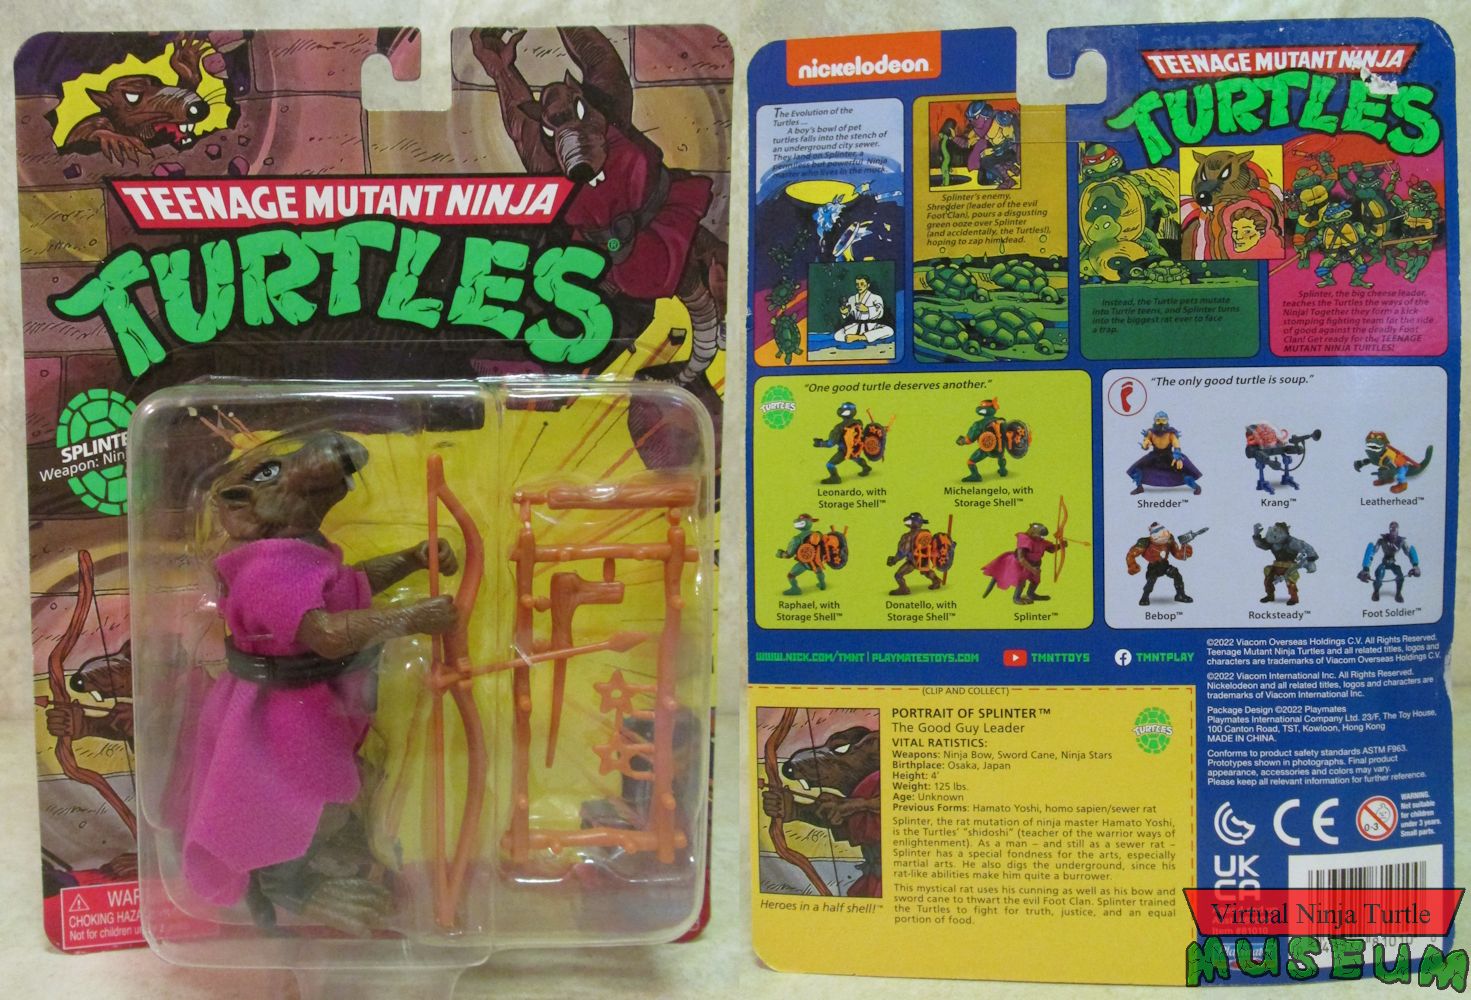 TEENAGE MUTANT NINJA
TURTLES®
SPLINTE
Weapon: Nin
WAR
CHOKING HAZA
Not for children un
nickelodeon
TEENAGE MUTANT NINJA
TURTLES
The Evolution of the
Turtles ...
A boy's bowl of pet
turtles falls into the stench of
an underground city sewer.
They land on Splinter, a
penniless but powerful Ninja
master who lives in the muck.
Splinter's enemy,
Shredder (leader of the evil
Foot Clan), pours a disgusting
green ooze over Splinter
(and accidentally, the Turtles!),
hoping to zap him dead.
Instead, the Turtle pets mutate
into Turtle teens, and Splinter turns
into the biggest rat ever to face
a trap.
Splinter, the big cheese leader,
teaches the Turtles the ways of the
Ninja! Together they form a kick
stomping fighting team for the side
of good against the deadly Foot
Clan! Get ready for the TEENAGE
MUTANT NINJA TURTLES!
TURTLES
"One good turtle deserves another."
Leonardo, with
Storage Shell™
Michelangelo, with
Storage Shell™
Raphael, with
Storage Shell™
Donatello, with
Storage Shell™
Splinter™
"The only good turtle is soup."
Shredder™
Krang™
Leatherhead™
Bebop™
Rocksteady™
Foot Soldier™
WWW.NICK.COM/TMNT | PLAYMATESTOYS.COM
TMNTTOYS
TMNTPLAY
(CLIP AND COLLECT)
PORTRAIT OF SPLINTER™
The Good Guy Leader
VITAL RATISTICS:
Weapons: Ninja Bow, Sword Cane, Ninja Stars
Birthplace: Osaka, Japan
Height: 4'
Weight: 125 lbs.
Age: Unknown
Previous Forms: Hamato Yoshi, homo sapien/sewer rat
TURTLES
Splinter, the rat mutation of ninja master Hamato Yoshi,
is the Turtles' "shidoshi" (teacher of the warrior ways of
enlightenment). As a man – and still as a sewer rat –
Splinter has a special fondness for the arts, especially
martial arts. He also digs the underground, since his
rat-like abilities make him quite a burrower.
This mystical rat uses his cunning as well as his bow and
sword cane to thwart the evil Foot Clan. Splinter trained
the Turtles to fight for truth, justice, and an equal
portion of food.
Heroes in a half shell!™
©2022 Viacom Overseas Holdings C.V. All Rights Reserved.
Teenage Mutant Ninja Turtles and all related titles, logos and
characters are trademarks of Viacom Overseas Holdings C.V.
©2022 Viacom International Inc. All Rights Reserved.
Nickelodeon and all related titles, logos and characters are
trademarks of Viacom International Inc.
Package Design ©2022 Playmates
Playmates International Company Ltd. 23/F, The Toy House,
100 Canton Road, TST, Kowloon, Hong Kong
MADE IN CHINA.
Conforms to product safety standards ASTM F963.
Prototypes shown in photographs. Final product
appearance, accessories and colors may vary.
Please keep all relevant information for further reference.
CE
0-3
WARNING.
Not suitable
for children
under 3 years.
Small parts.
UK
CA
Item #81010
81010
Virtual Ninja Turtle
MUSEUM